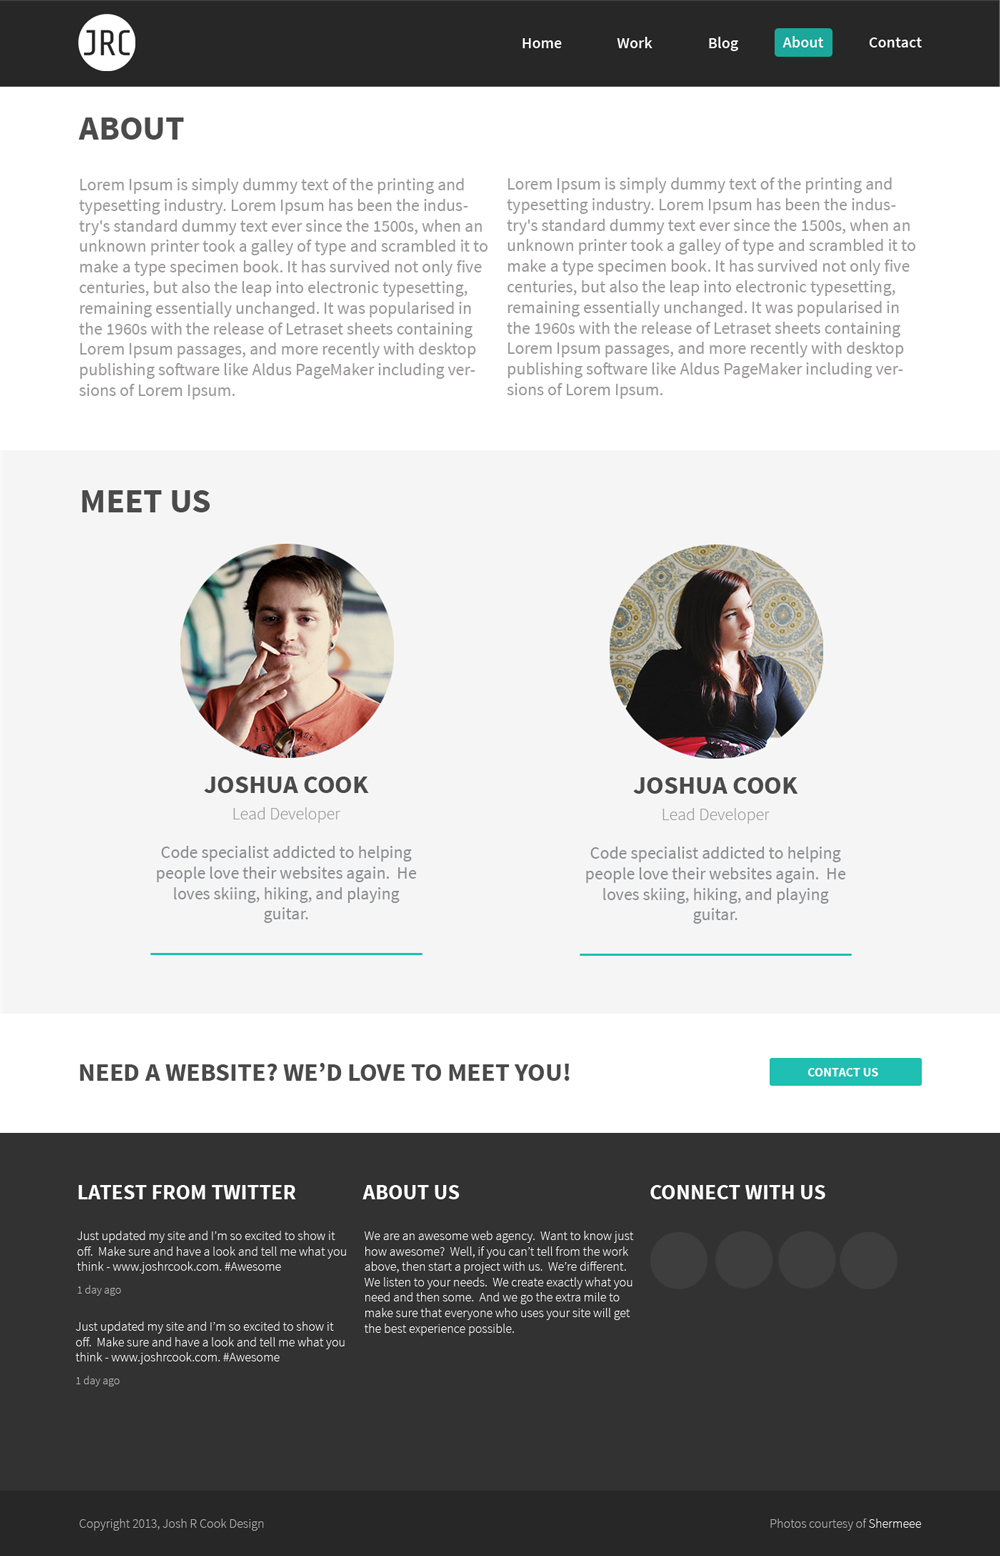 JRC
Home
Work
Blog
About
Contact
ABOUT
Lorem Ipsum is simply dummy text of the printing and
typesetting industry. Lorem Ipsum has been the indus-
try's standard dummy text ever since the 1500s, when an
unknown printer took a galley of type and scrambled it to
make a type specimen book. It has survived not only five
centuries, but also the leap into electronic typesetting,
remaining essentially unchanged. It was popularised in
the 1960s with the release of Letraset sheets containing
Lorem Ipsum passages, and more recently with desktop
publishing software like Aldus PageMaker including ver-
sions of Lorem Ipsum.
Lorem Ipsum is simply dummy text of the printing and
typesetting industry. Lorem Ipsum has been the indus-
try's standard dummy text ever since the 1500s, when an
unknown printer took a galley of type and scrambled it to
make a type specimen book. It has survived not only five
centuries, but also the leap into electronic typesetting,
remaining essentially unchanged. It was popularised in
the 1960s with the release of Letraset sheets containing
Lorem Ipsum passages, and more recently with desktop
publishing software like Aldus PageMaker including ver-
sions of Lorem Ipsum.
MEET US
JOSHUA COOK
Lead Developer
Code specialist addicted to helping
people love their websites again.  He
loves skiing, hiking, and playing
guitar.
JOSHUA COOK
Lead Developer
Code specialist addicted to helping
people love their websites again.  He
loves skiing, hiking, and playing
guitar.
NEED A WEBSITE? WE’D LOVE TO MEET YOU!
CONTACT US
LATEST FROM TWITTER
Just updated my site and I’m so excited to show it
off.  Make sure and have a look and tell me what you
think - www.joshrcook.com. #Awesome
1 day ago
Just updated my site and I’m so excited to show it
off.  Make sure and have a look and tell me what you
think - www.joshrcook.com. #Awesome
1 day ago
ABOUT US
We are an awesome web agency.  Want to know just
how awesome?  Well, if you can’t tell from the work
above, then start a project with us.  We’re different.
We listen to your needs.  We create exactly what you
need and then some.  And we go the extra mile to
make sure that everyone who uses your site will get
the best experience possible.
CONNECT WITH US
Copyright 2013, Josh R Cook Design
Photos courtesy of Shermeee